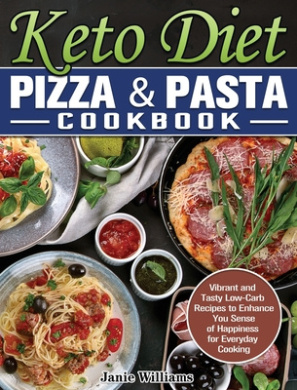 Keto Diet
PIZZA & PASTA
COOKBOOK
Vibrant and
Tasty Low-Carb
Recipes to Enhance
You Sense
of Happiness
for Everyday
Cooking
Janie Williams